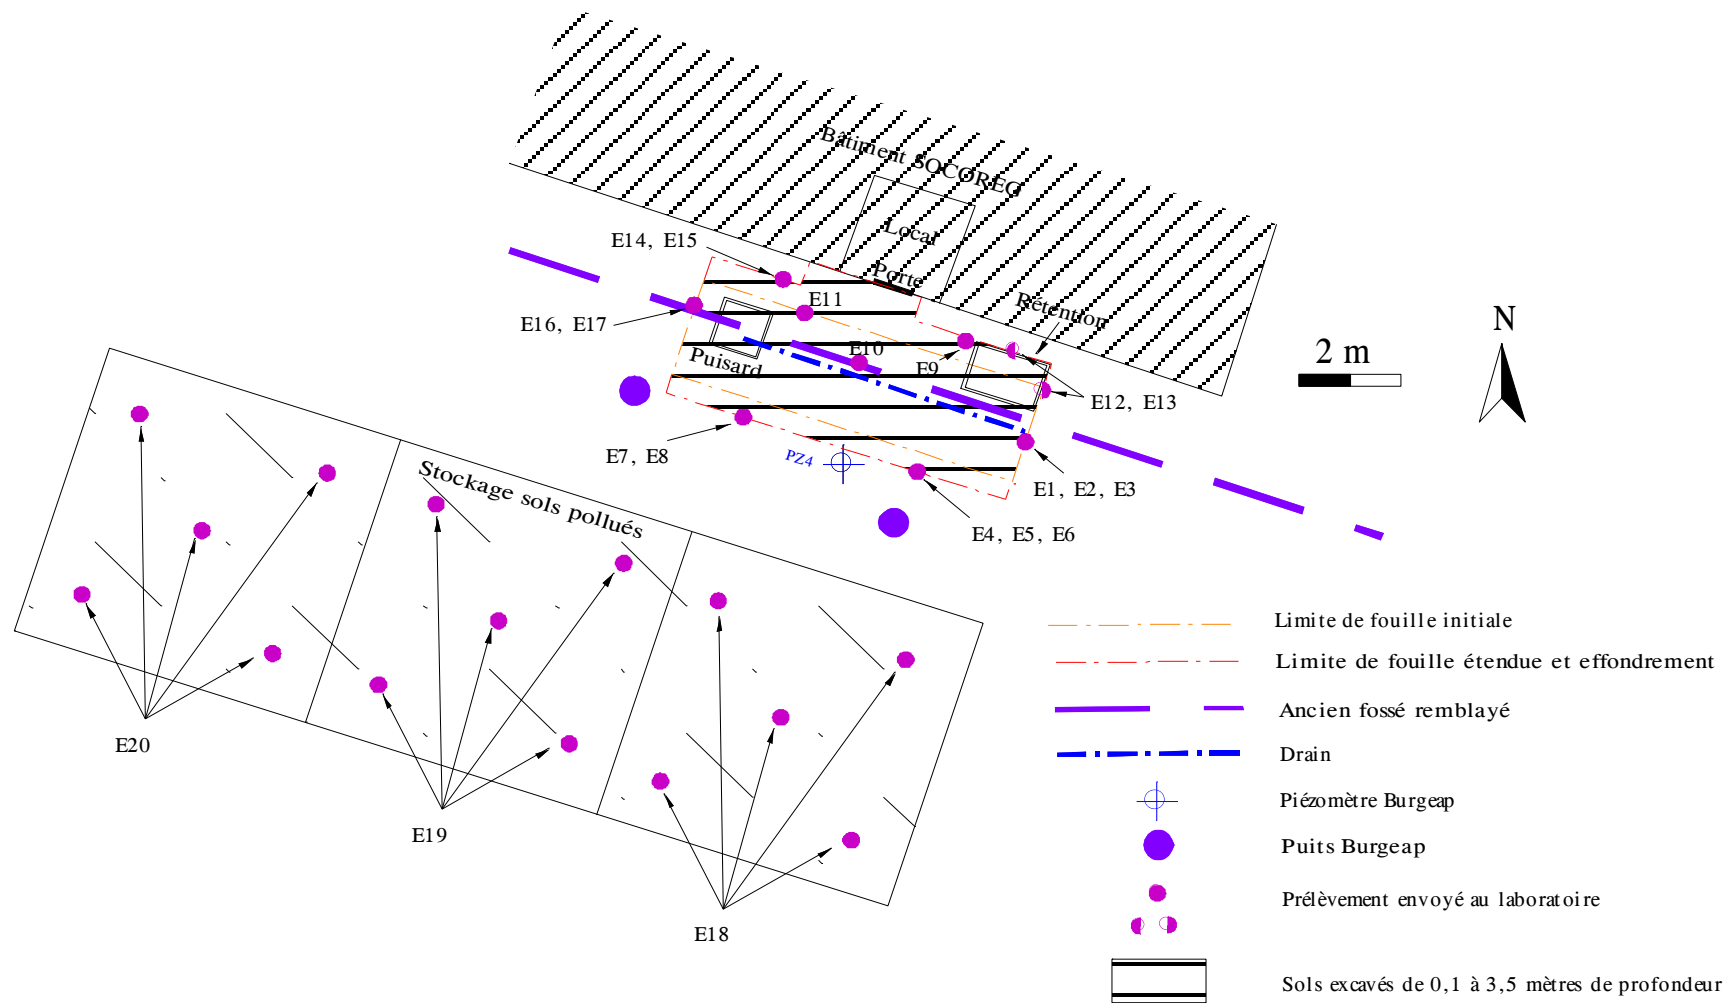 Bâtiment SOCOREG
Local
Porte
Rétention
E14, E15
E11
E16, E17
E10
E9
Puisard
E12, E13
E7, E8
PZ4
E1, E2, E3
E4, E5, E6
2 m
N
Stockage sols pollués
E20
E19
E18
Limite de fouille initiale
Limite de fouille étendue et effondrement
Ancien fossé remblayé
Drain
Piézomètre Burgeap
Puits Burgeap
Prélèvement envoyé au laboratoire
Sols excavés de 0,1 à 3,5 mètres de profondeur